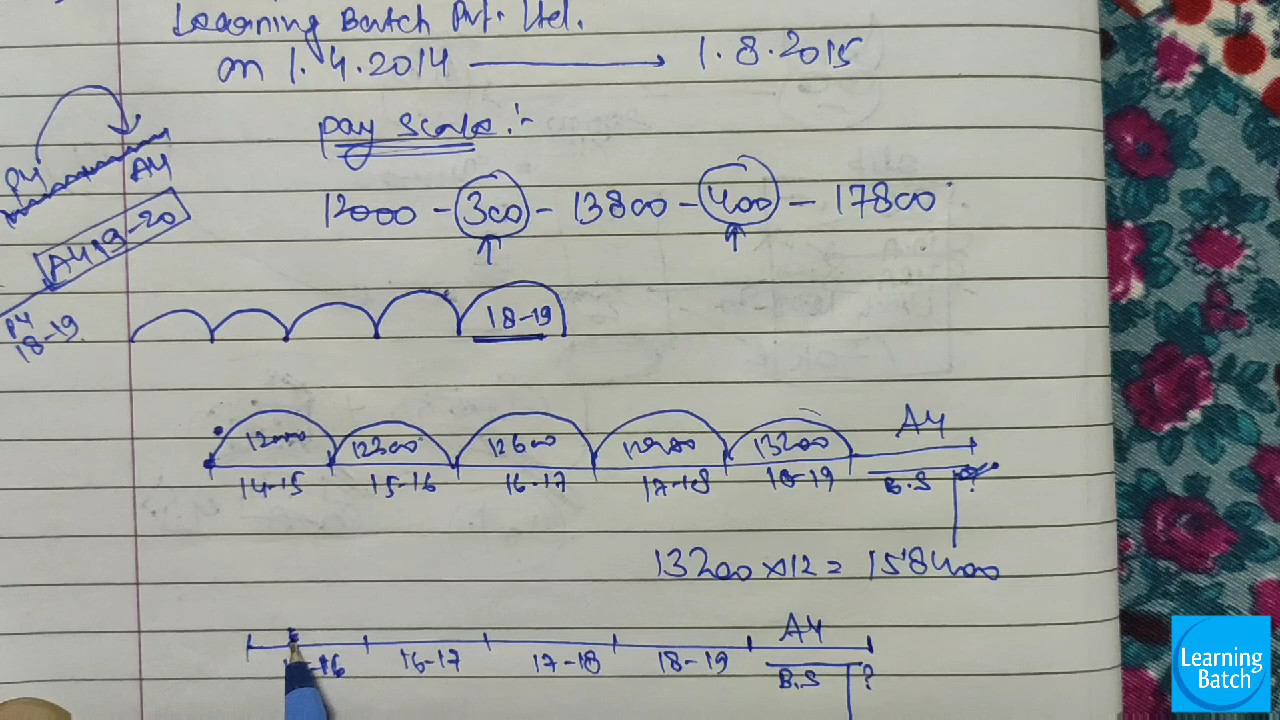 Learning Batch Pvt. Ltd.
on 1.4.2014 → 1.8.2015
pay scale :-
PY AY
12000 - 300 - 13800 - 400 - 17800
AY 19-20
PY
18-19
18-19
12000 12300 12600 12900 13200 AY
14-15 15-16 16-17 17-18 18-19 B.S ?
13200 x 12 = 158400
AY
-16 16-17 17-18 18-19 B.S ?
Learning
Batch